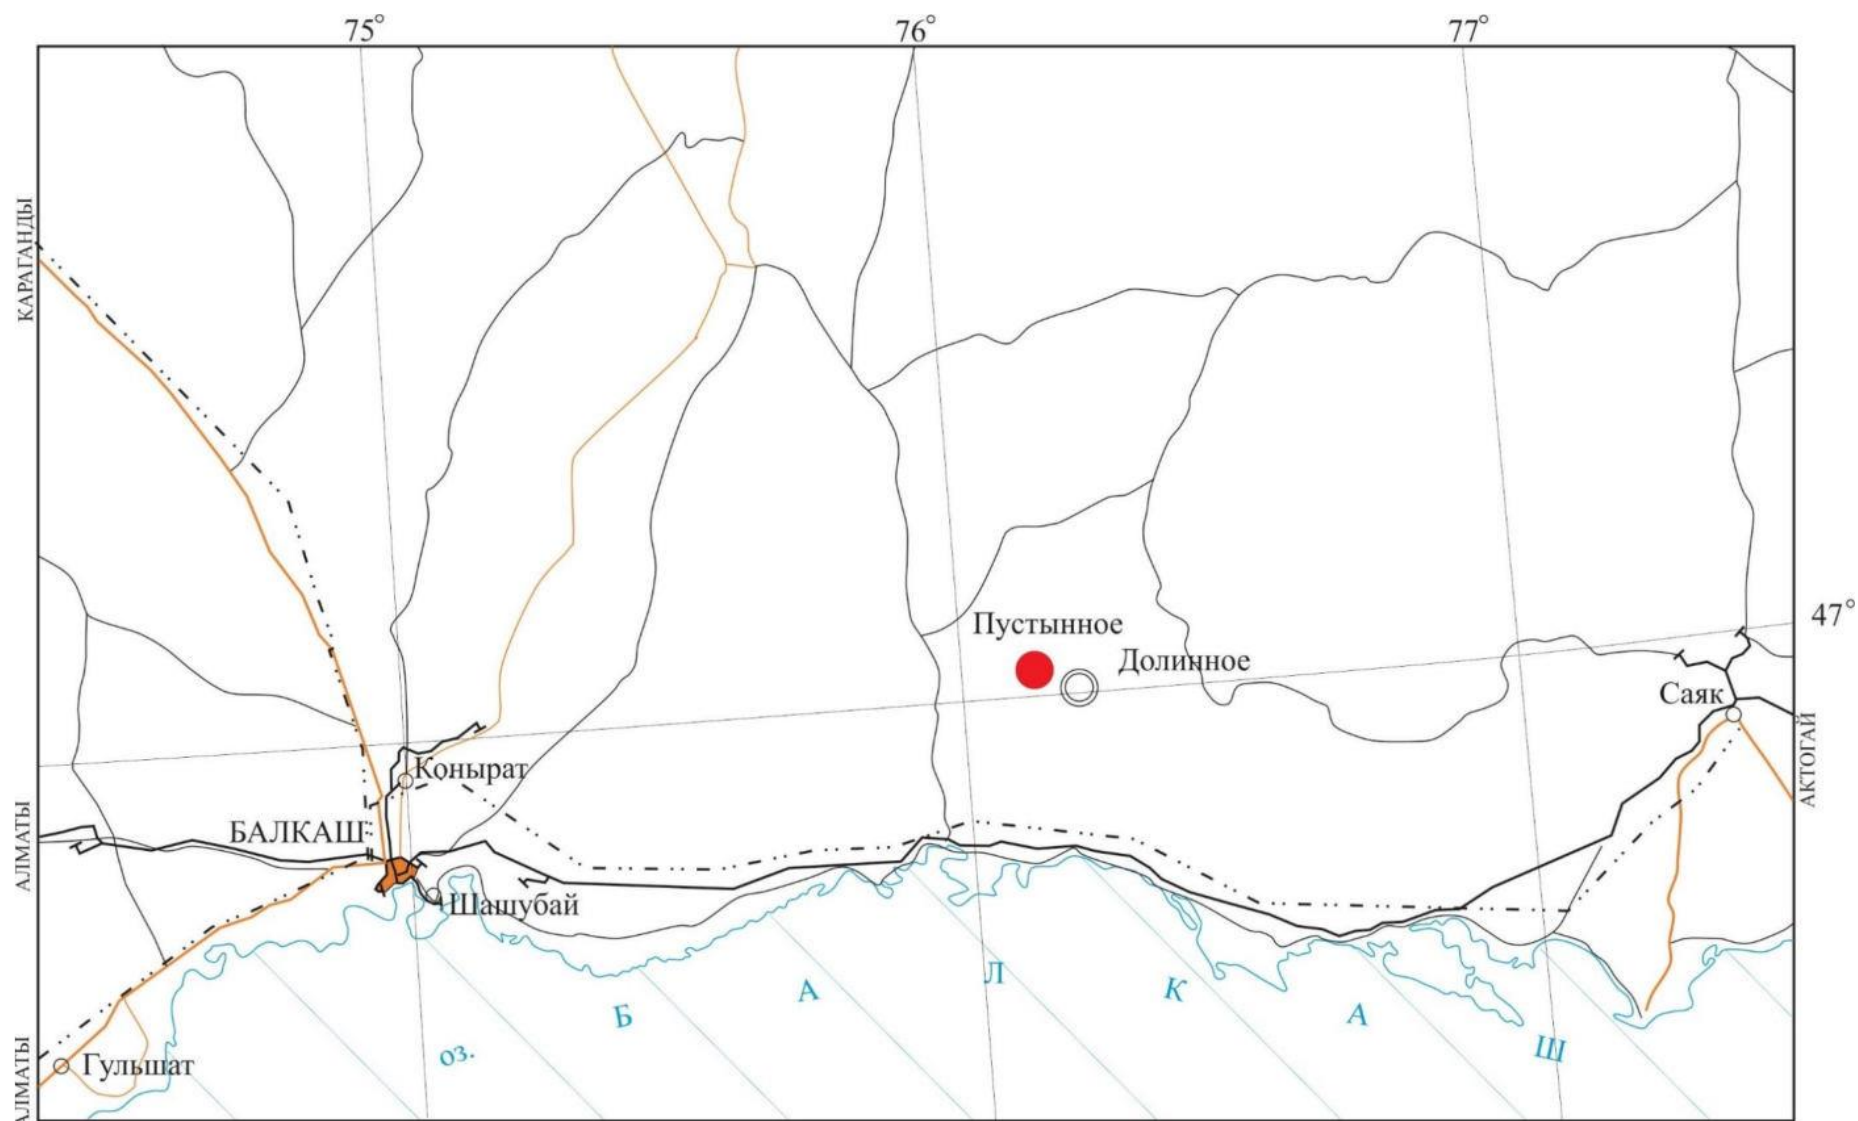 75°
76°
77°
КАРАГАНДЫ
47°
Пустынное
Долинное
Саяк
АКТОГАЙ
Конырат
АЛМАТЫ
БАЛКАШ
Шашубай
оз.
Б А Л К А Ш
АЛМАТЫ
Гульшат